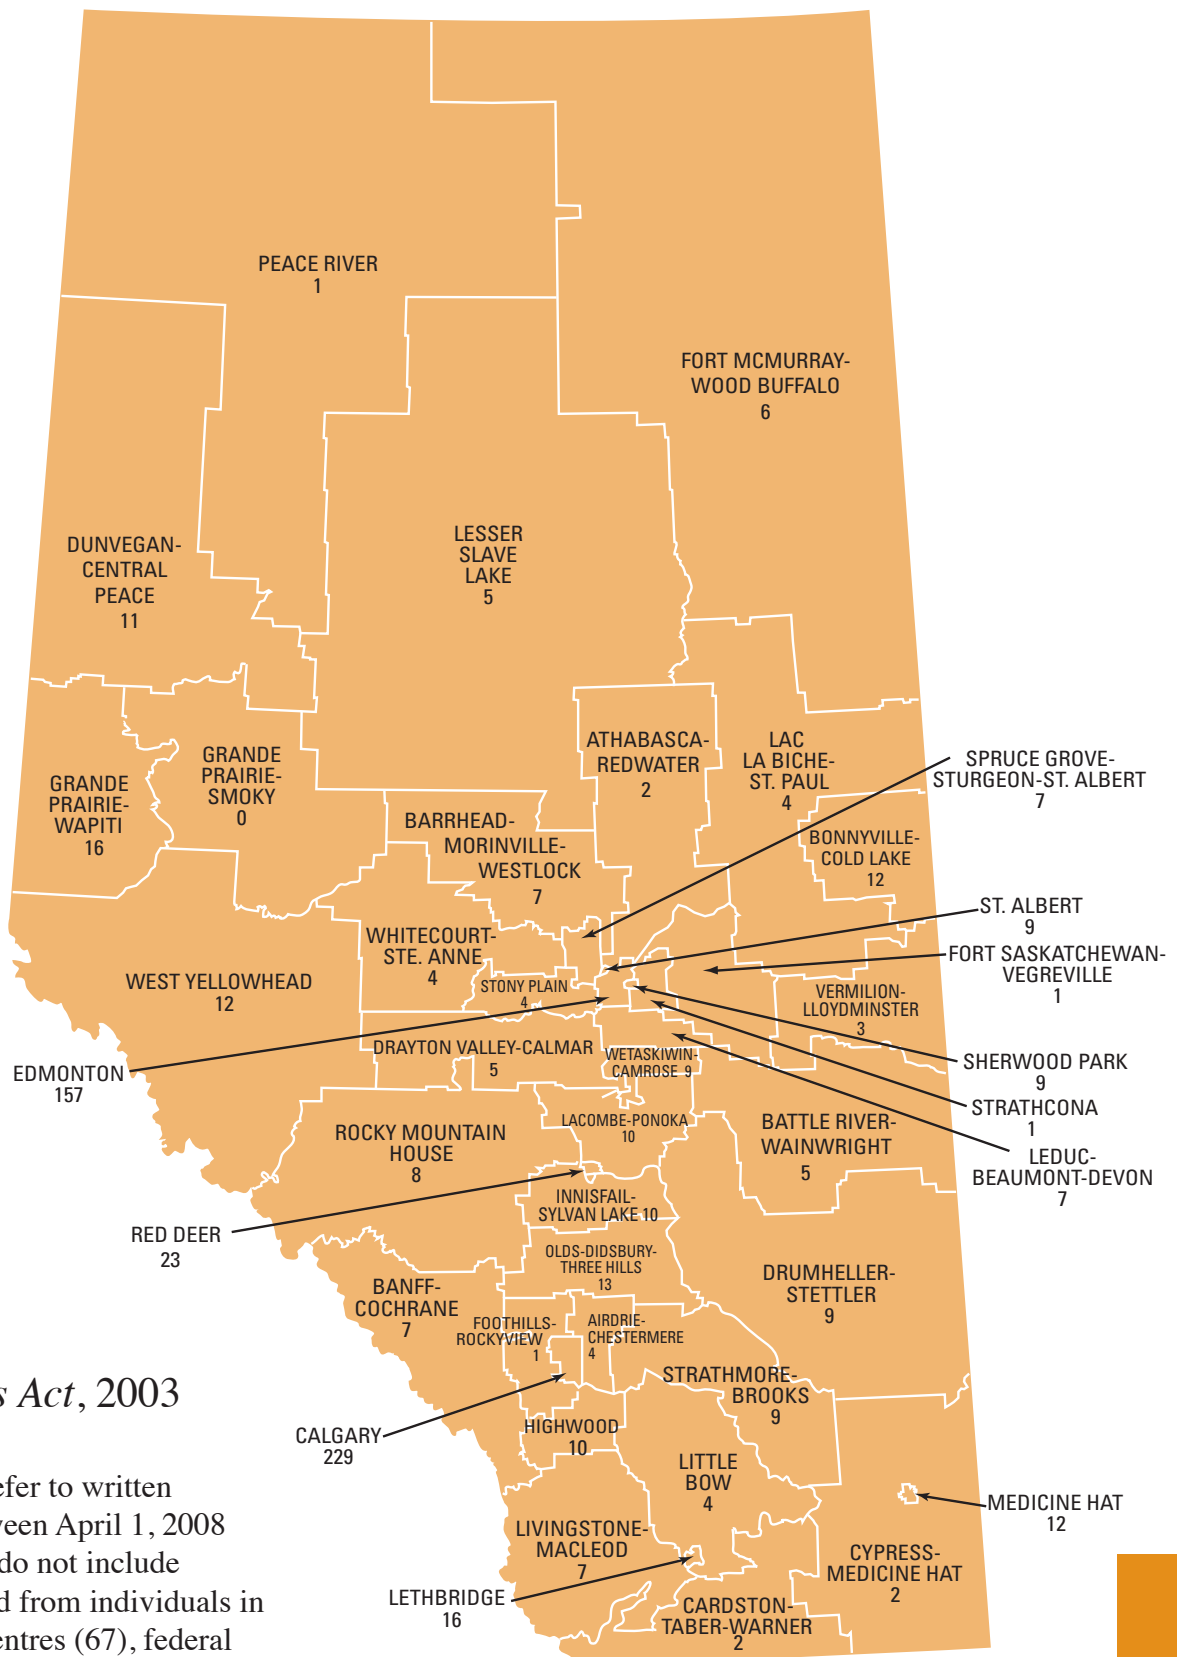 PEACE RIVER
1
FORT MCMURRAY-
WOOD BUFFALO
6
DUNVEGAN-
CENTRAL
PEACE
11
LESSER
SLAVE
LAKE
5
GRANDE
PRAIRIE-
WAPITI
16
GRANDE
PRAIRIE-
SMOKY
0
ATHABASCA-
REDWATER
2
LAC
LA BICHE-
ST. PAUL
4
SPRUCE GROVE-
STURGEON-ST. ALBERT
7
BARRHEAD-
MORINVILLE-
WESTLOCK
7
BONNYVILLE-
COLD LAKE
12
ST. ALBERT
9
WHITECOURT-
STE. ANNE
4
FORT SASKATCHEWAN-
VEGREVILLE
1
WEST YELLOWHEAD
12
STONY PLAIN
4
VERMILION-
LLOYDMINSTER
3
EDMONTON
157
DRAYTON VALLEY-CALMAR
5
WETASKIWIN-
CAMROSE 9
SHERWOOD PARK
9
STRATHCONA
1
LEDUC-
BEAUMONT-DEVON
7
ROCKY MOUNTAIN
HOUSE
8
LACOMBE-PONOKA
10
BATTLE RIVER-
WAINWRIGHT
5
RED DEER
23
INNISFAIL-
SYLVAN LAKE 10
OLDS-DIDSBURY-
THREE HILLS
13
BANFF-
COCHRANE
7
DRUMHELLER-
STETTLER
9
FOOTHILLS-
ROCKYVIEW
1
AIRDRIE-
CHESTERMERE
4
STRATHMORE-
BROOKS
9
s Act, 2003
CALGARY
229
HIGHWOOD
10
LITTLE
BOW
4
MEDICINE HAT
12
efer to written
ween April 1, 2008
do not include
d from individuals in
entres (67), federal
LIVINGSTONE-
MACLEOD
7
LETHBRIDGE
16
CYPRESS-
MEDICINE HAT
2
CARDSTON-
TABER-WARNER
2